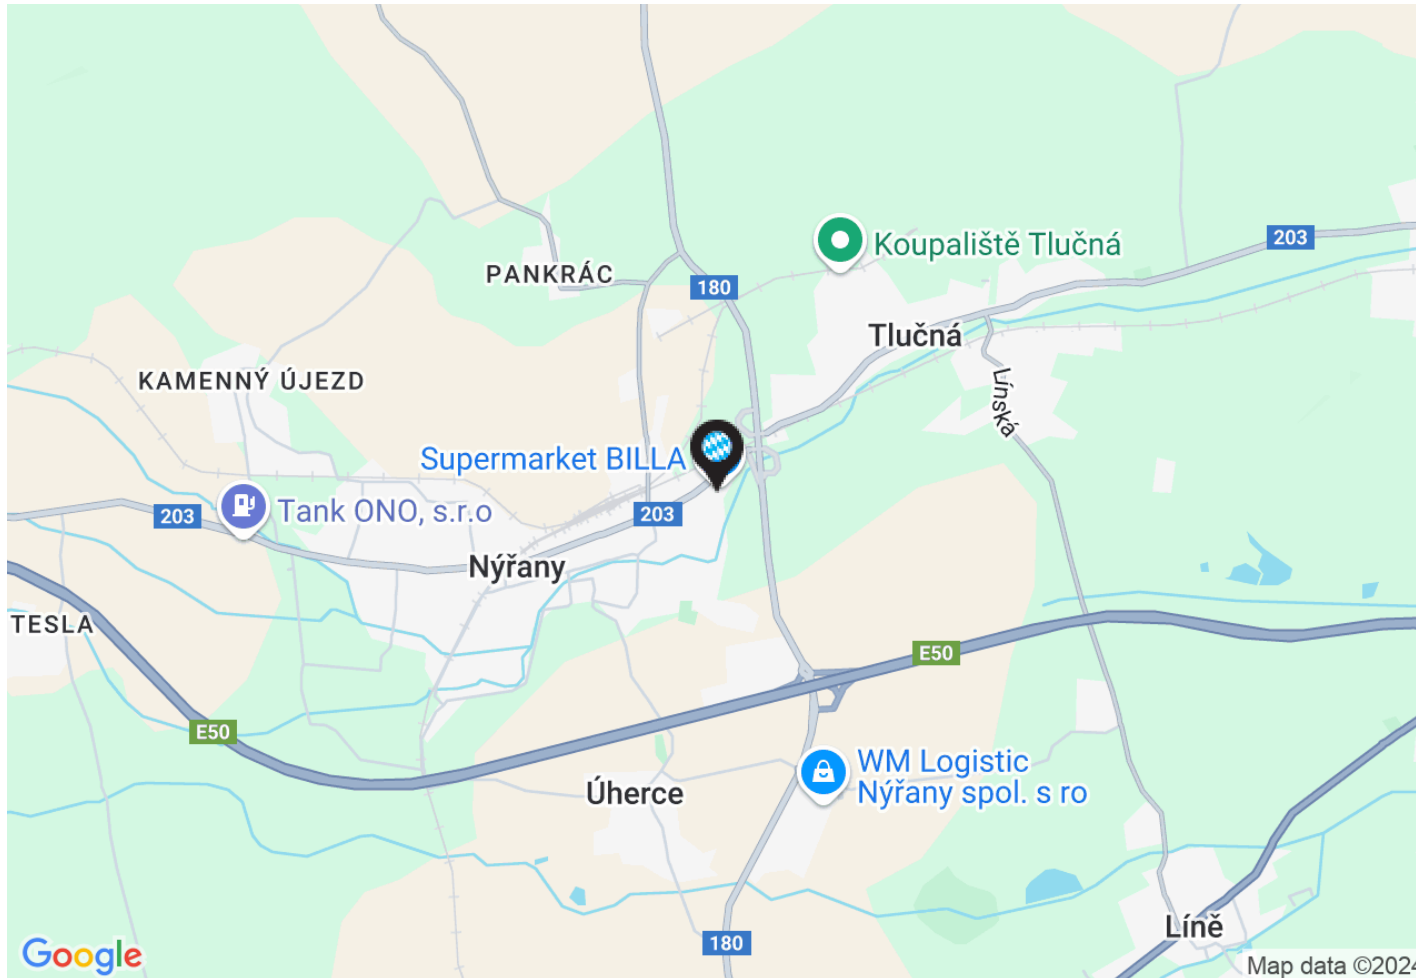 Koupaliště Tlučná
203
PANKRÁC
180
Tlučná
KAMENNÝ ÚJEZD
Línská
Supermarket BILLA
Tank ONO, s.r.o
203
203
Nýřany
TESLA
E50
E50
WM Logistic
Nýřany spol. s ro
Úherce
Líně
180
Google
Map data ©2024